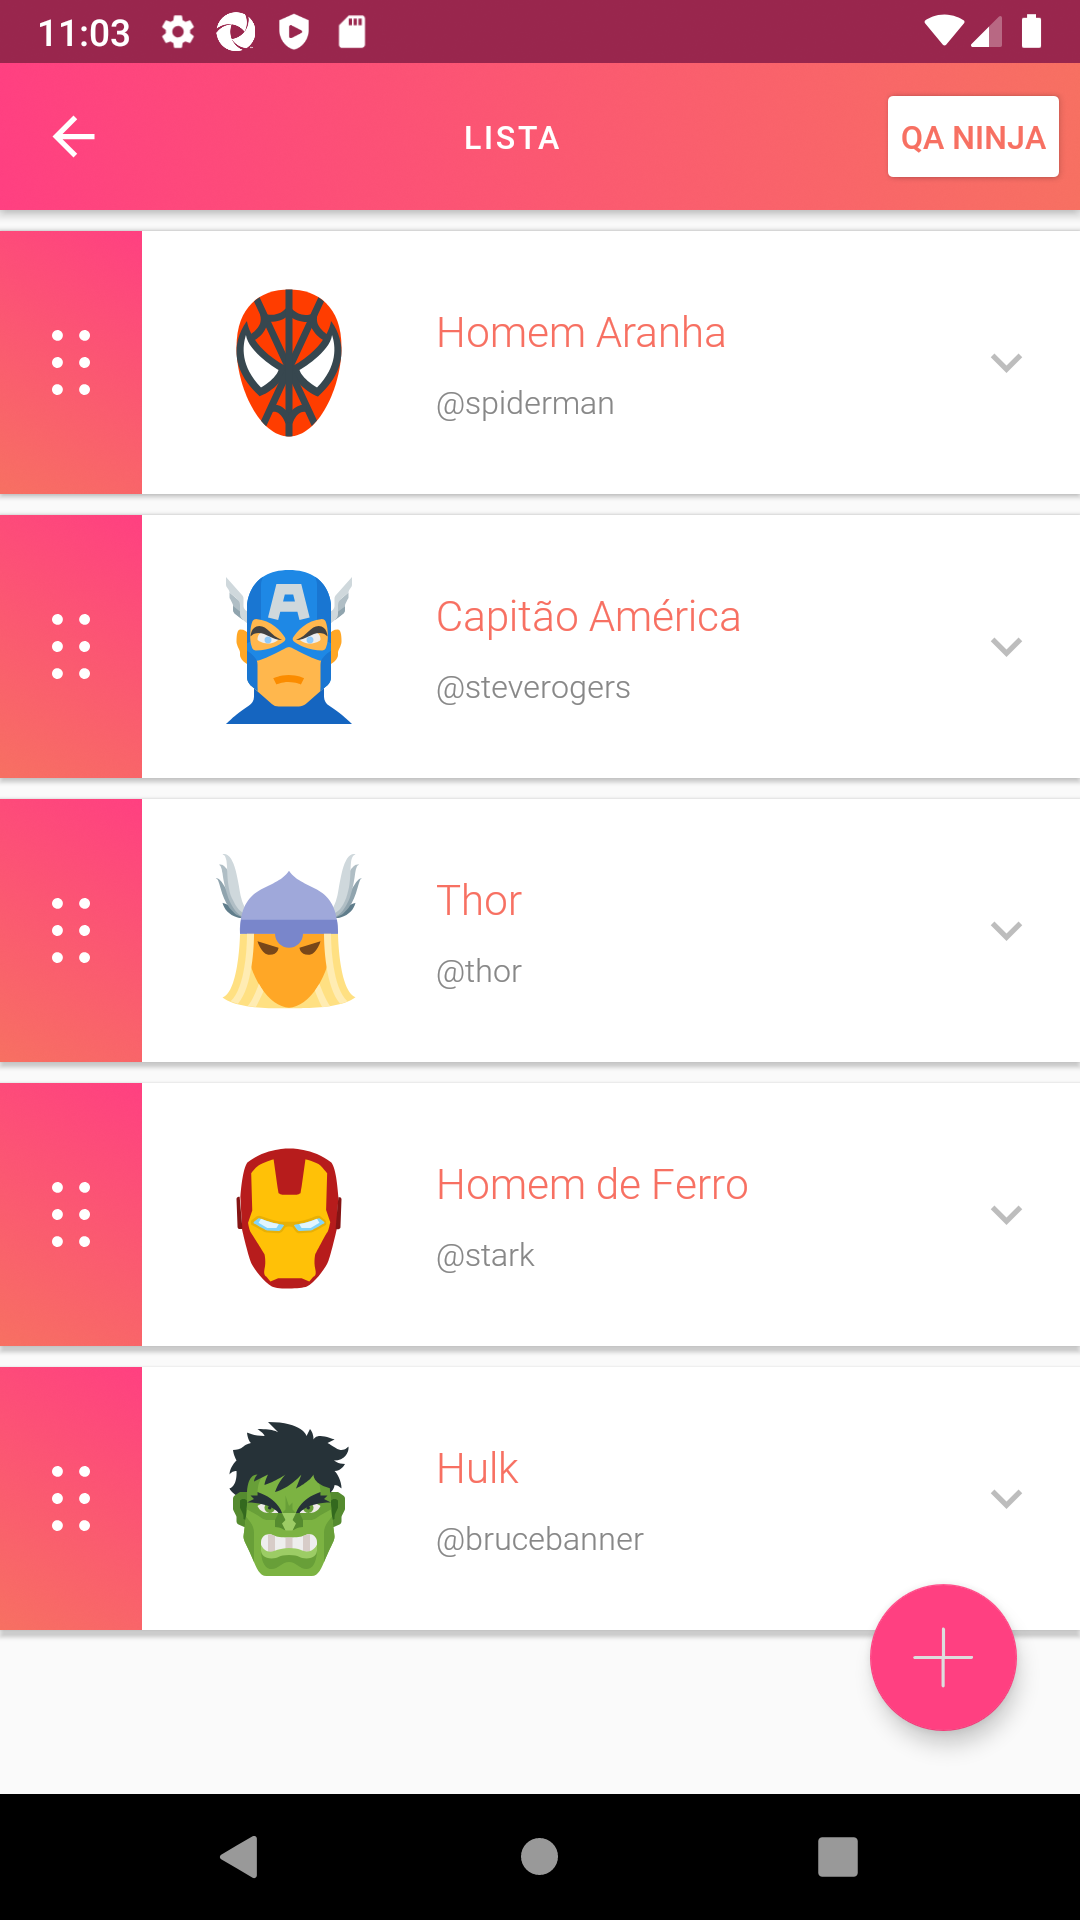 11:03
LISTA
QA NINJA
Homem Aranha
@spiderman
A
Capitão América
@steverogers
Thor
@thor
Homem de Ferro
@stark
Hulk
@brucebanner